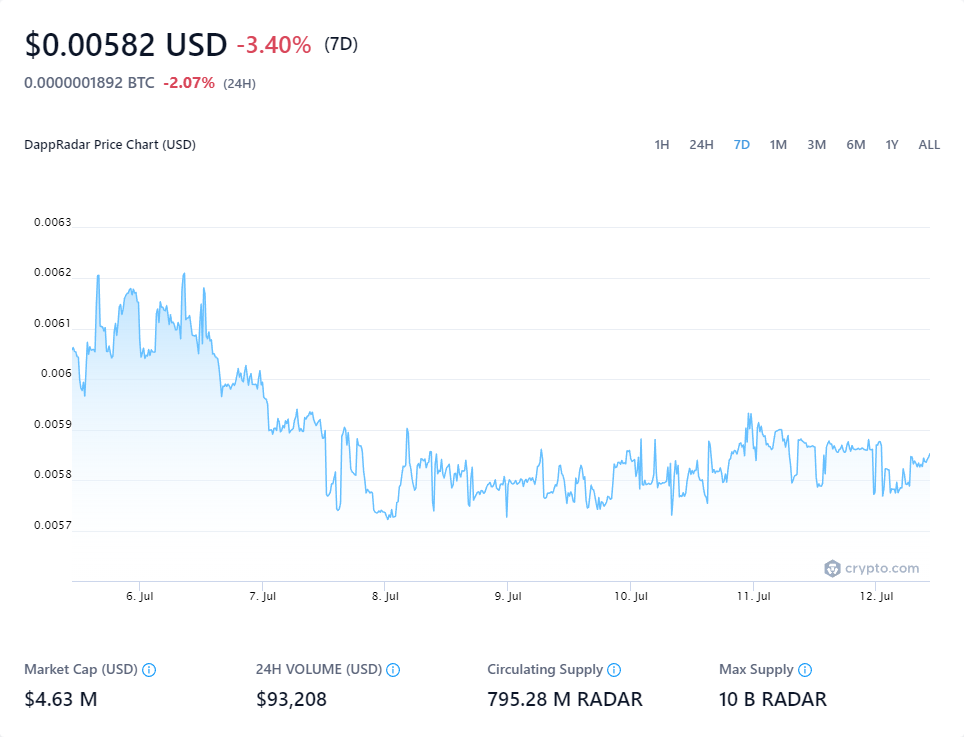 $0.00582 USD -3.40% (7D)
0.0000001892 BTC -2.07% (24H)
DappRadar Price Chart (USD) 1H 24H 7D 1M 3M 6M 1Y ALL
0.0063
0.0062
0.0061
0.006
0.0059
0.0058
0.0057
crypto.com
6. Jul 7. Jul 8. Jul 9. Jul 10. Jul 11. Jul 12. Jul
Market Cap (USD) 24H VOLUME (USD) Circulating Supply Max Supply
$4.63 M $93,208 795.28 M RADAR 10 B RADAR